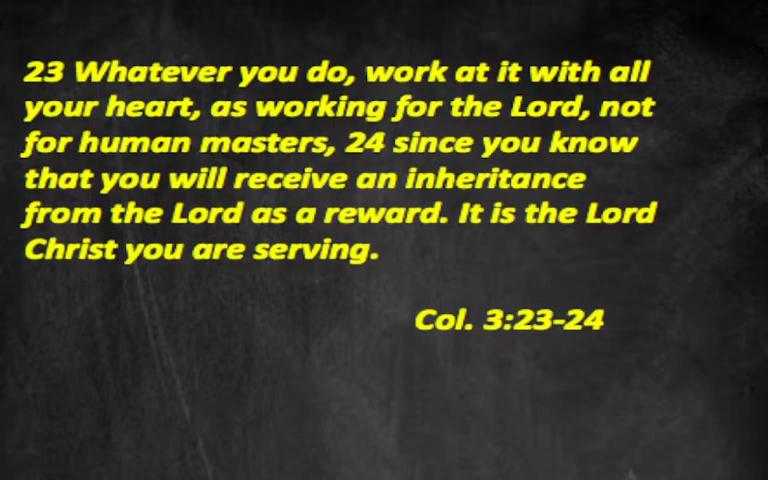 23 Whatever you do, work at it with all
your heart, as working for the Lord, not
for human masters, 24 since you know
that you will receive an inheritance
from the Lord as a reward. It is the Lord
Christ you are serving.
Col. 3:23-24